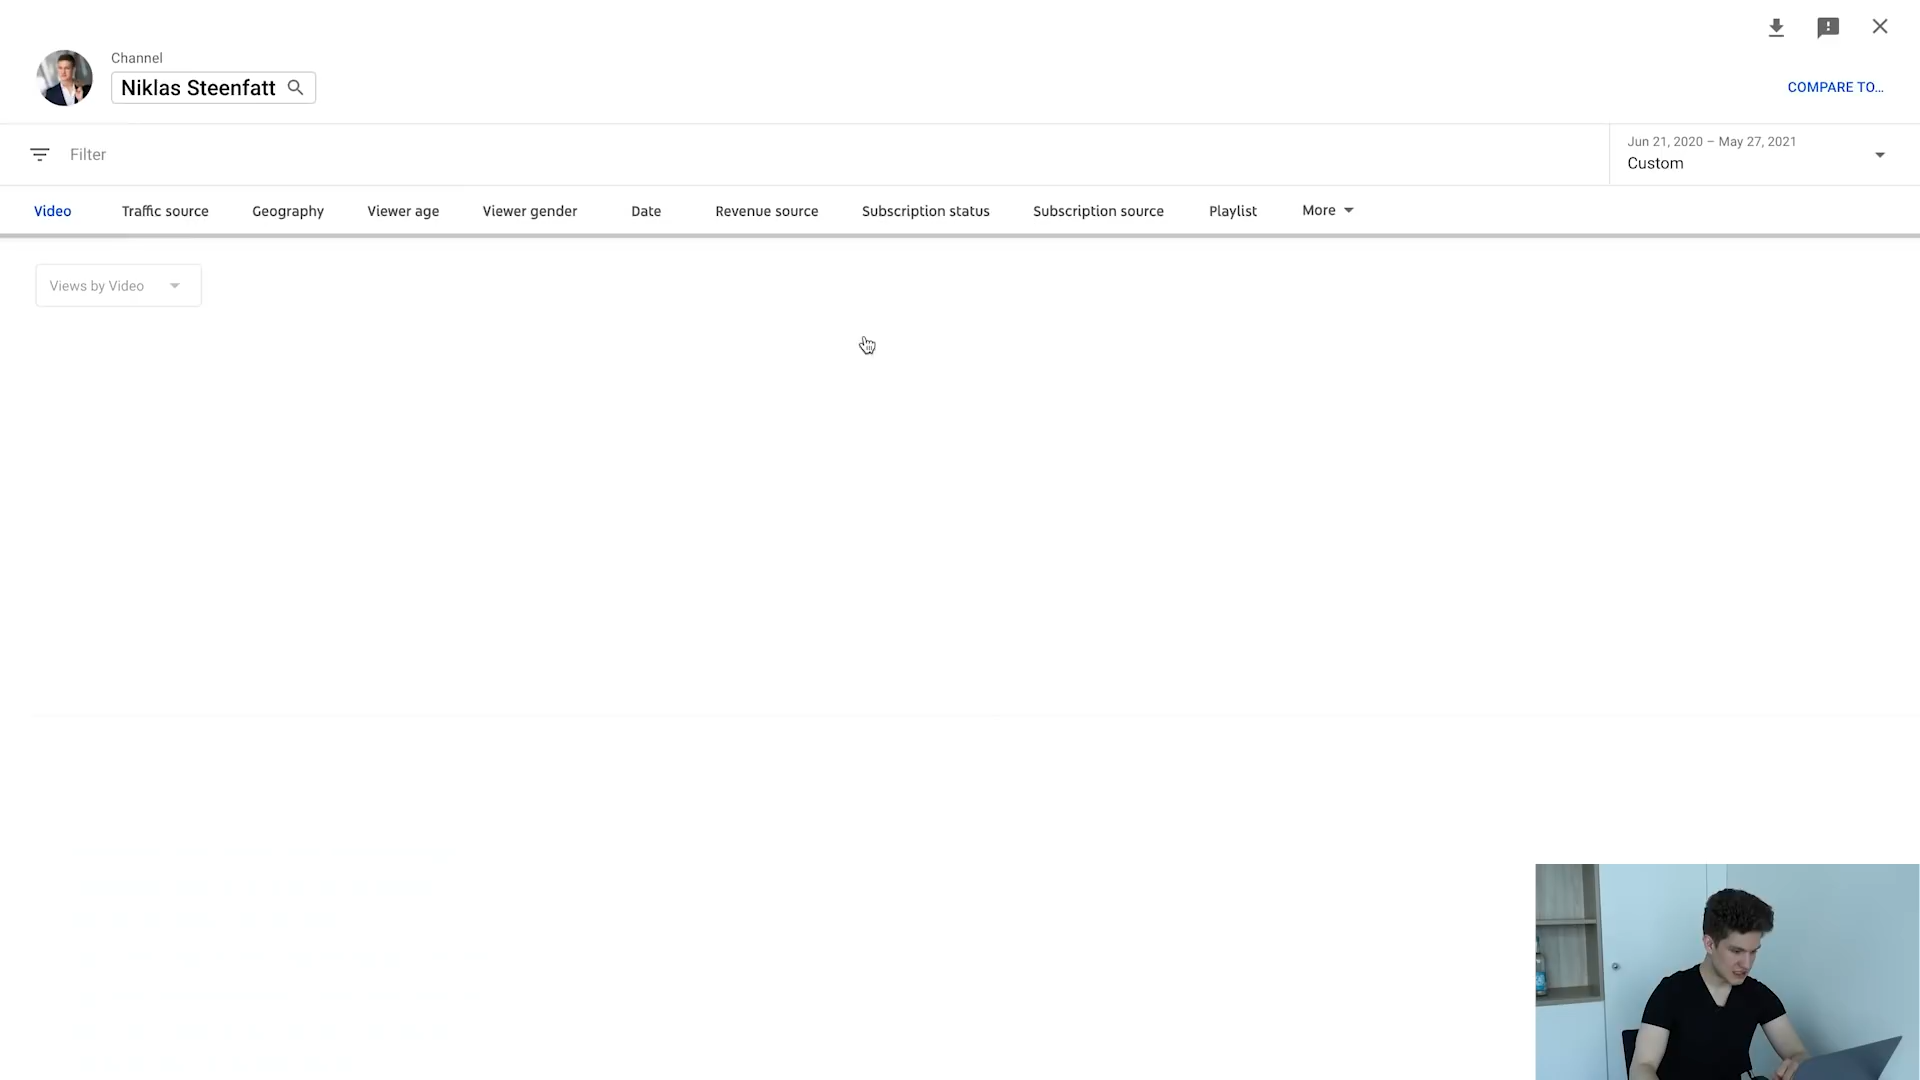 Channel
Niklas Steenfatt
COMPARE TO...
Filter
Jun 21, 2020 – May 27, 2021
Custom
Video Traffic source Geography Viewer age Viewer gender Date Revenue source Subscription status Subscription source Playlist More
Views by Video